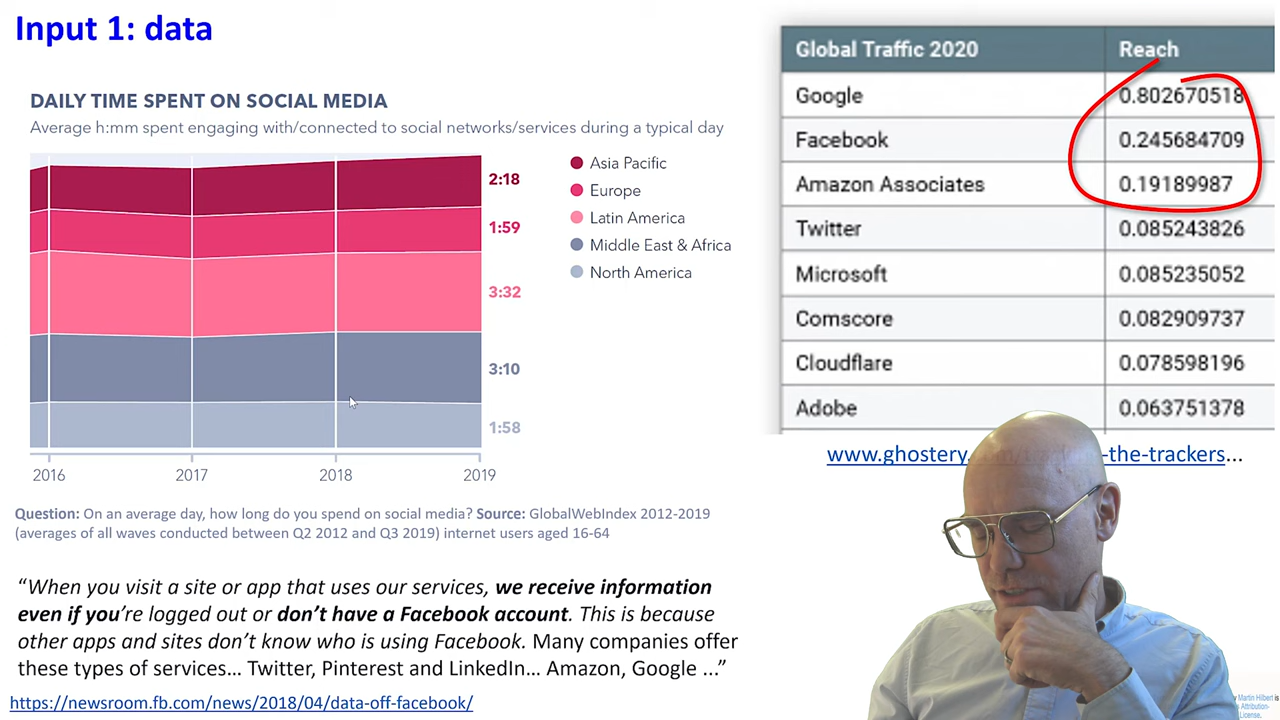 Input 1: data
DAILY TIME SPENT ON SOCIAL MEDIA
Average h:mm spent engaging with/connected to social networks/services during a typical day
2:18
1:59
3:32
3:10
1:58
Asia Pacific
Europe
Latin America
Middle East & Africa
North America
2016 2017 2018 2019
Question: On an average day, how long do you spend on social media? Source: GlobalWebIndex 2012-2019
(averages of all waves conducted between Q2 2012 and Q3 2019) internet users aged 16-64
“When you visit a site or app that uses our services, we receive information
even if you’re logged out or don’t have a Facebook account. This is because
other apps and sites don’t know who is using Facebook. Many companies offer
these types of services… Twitter, Pinterest and LinkedIn… Amazon, Google ...”
https://newsroom.fb.com/news/2018/04/data-off-facebook/
Global Traffic 2020 Reach
Google 0.802670518
Facebook 0.245684709
Amazon Associates 0.19189987
Twitter 0.085243826
Microsoft 0.085235052
Comscore 0.082909737
Cloudflare 0.078598196
Adobe 0.063751378
www.ghostery. -the-trackers...
Martin Hilbert is
Attribution-
License.